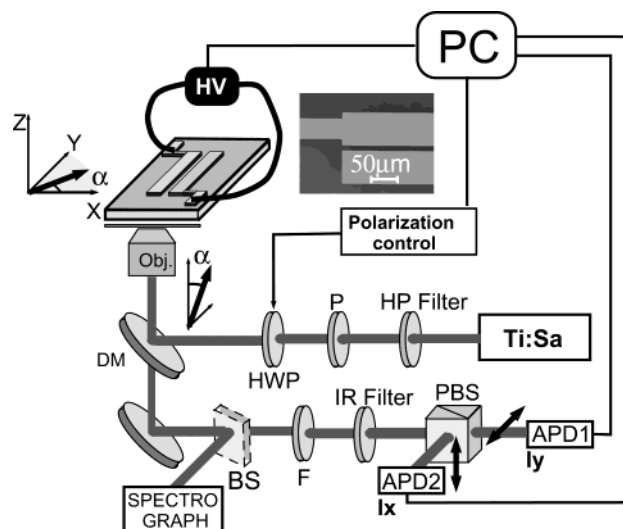 PC
HV
Z
Y
α
X
50μm
Polarization
control
Obj.
α
P
HP Filter
Ti:Sa
DM
HWP
IR Filter
PBS
BS
F
APD1
Iy
APD2
Ix
SPECTRO
GRAPH